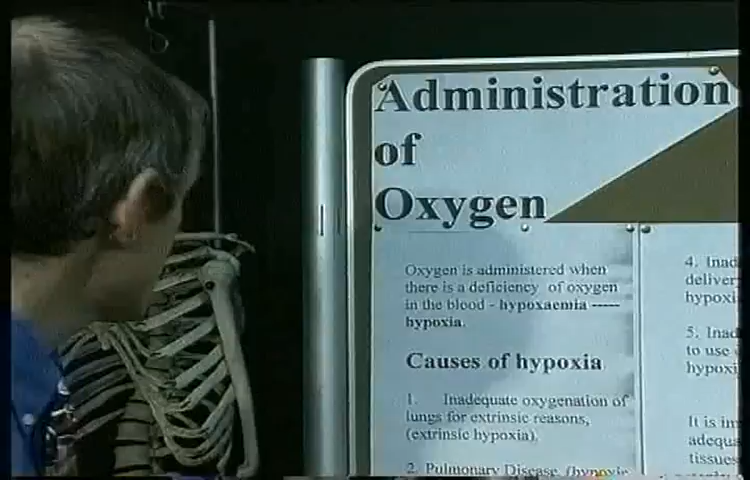 Administration
of
Oxygen
Oxygen is administered when
there is a deficiency of oxygen
in the blood - hypoxaemia -----
hypoxia.
Causes of hypoxia
1. Inadequate oxygenation of
lungs for extrinsic reasons,
(extrinsic hypoxia).
2. Pulmonary Disease (hypoxic
4. Inad
deliver
hypoxi
5. Inad
to use
hypoxi
It is im
adequa
tissues